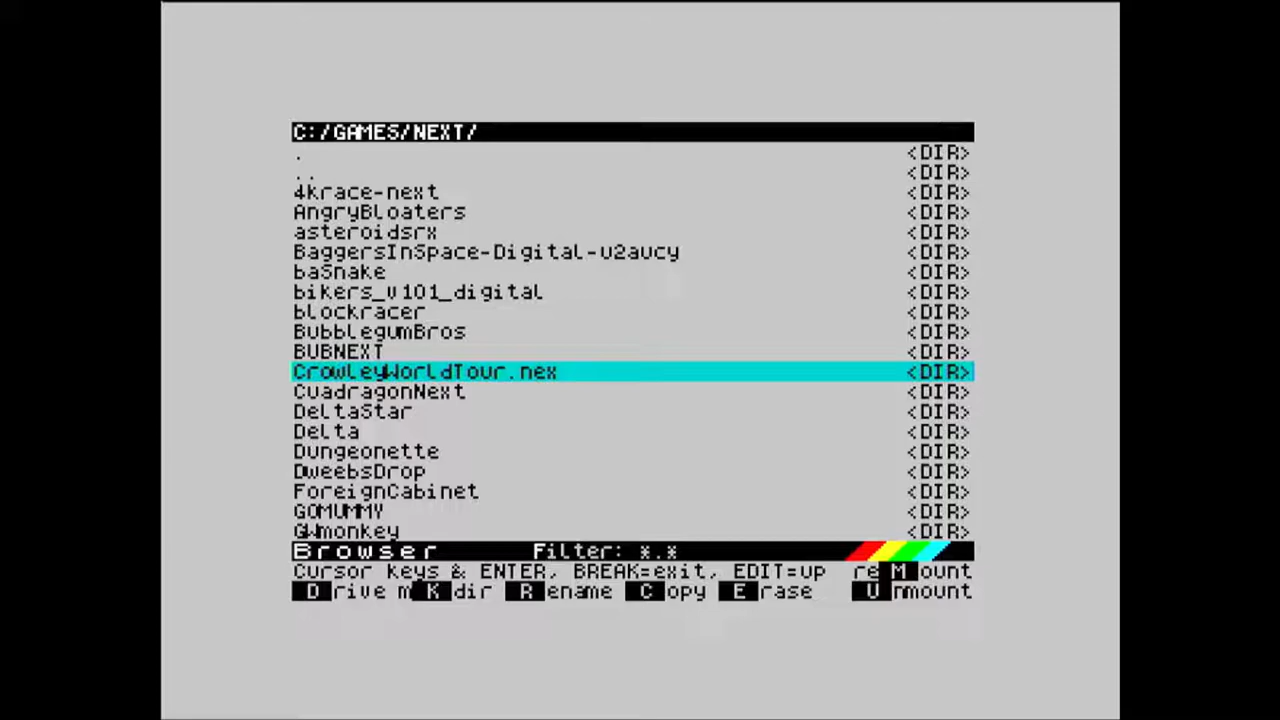 C:/GAMES/NEXT/
. <DIR>
.. <DIR>
4krace-next <DIR>
AngryBloaters <DIR>
asteroidsrx <DIR>
BaggersInSpace-Digital-u2aucy <DIR>
baSnake <DIR>
bikers_v101_digital <DIR>
blockracer <DIR>
BubblegumBros <DIR>
BUBNEXT <DIR>
CrowleyWorldTour.nex <DIR>
CuadragonNext <DIR>
DeltaStar <DIR>
Delta <DIR>
Dungeonette <DIR>
DweebsDrop <DIR>
ForeignCabinet <DIR>
GOMUMMY <DIR>
GWmonkey <DIR>
Browser Filter: *.*
Cursor keys & ENTER, BREAK=exit, EDIT=up reMount
Drive mKdir Rename Copy Erase Unmount